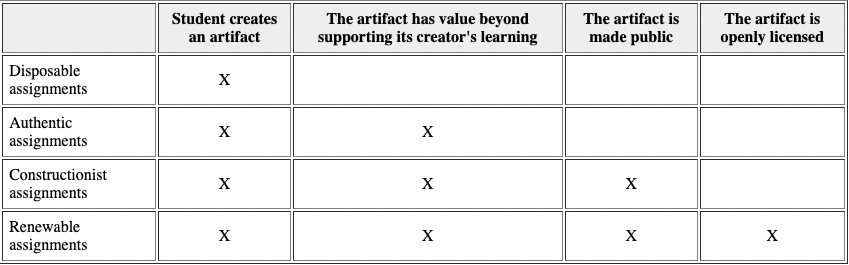 Student creates
an artifact
The artifact has value beyond
supporting its creator's learning
The artifact is
made public
The artifact is
openly licensed
Disposable
assignments
X
Authentic
assignments
X X
Constructionist
assignments
X X X
Renewable
assignments
X X X X